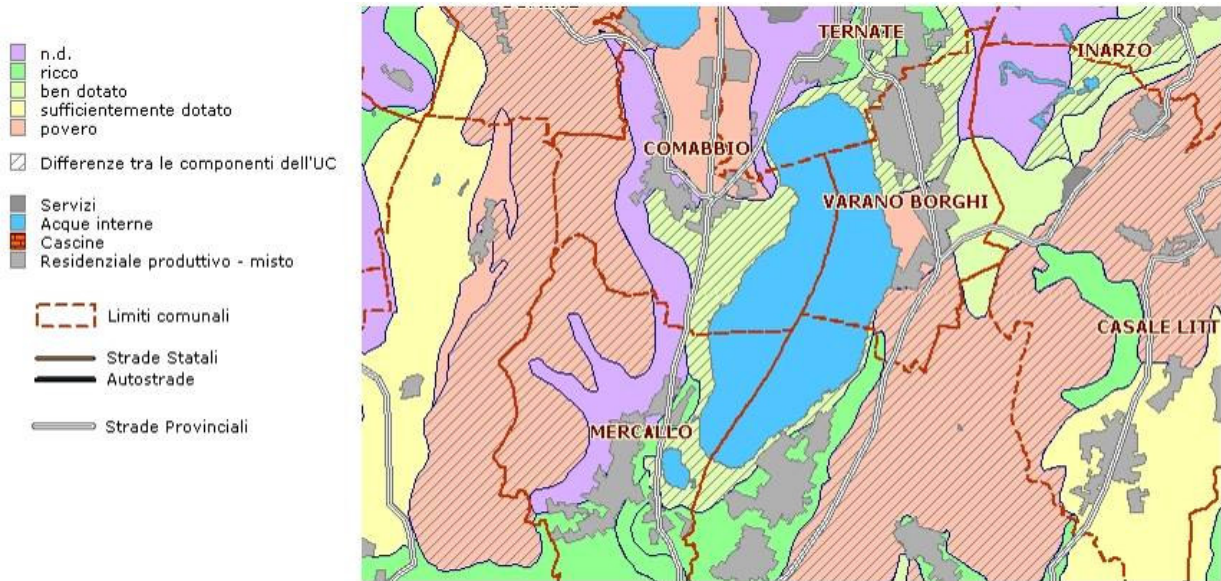 n.d.
ricco
ben dotato
sufficientemente dotato
povero
Differenze tra le componenti dell'UC
Servizi
Acque interne
Cascine
Residenziale produttivo - misto
Limiti comunali
Strade Statali
Autostrade
Strade Provinciali
TERNATE
INARZO
COMABBIO
VARANO BORGHI
CASALE LITT
MERCALLO